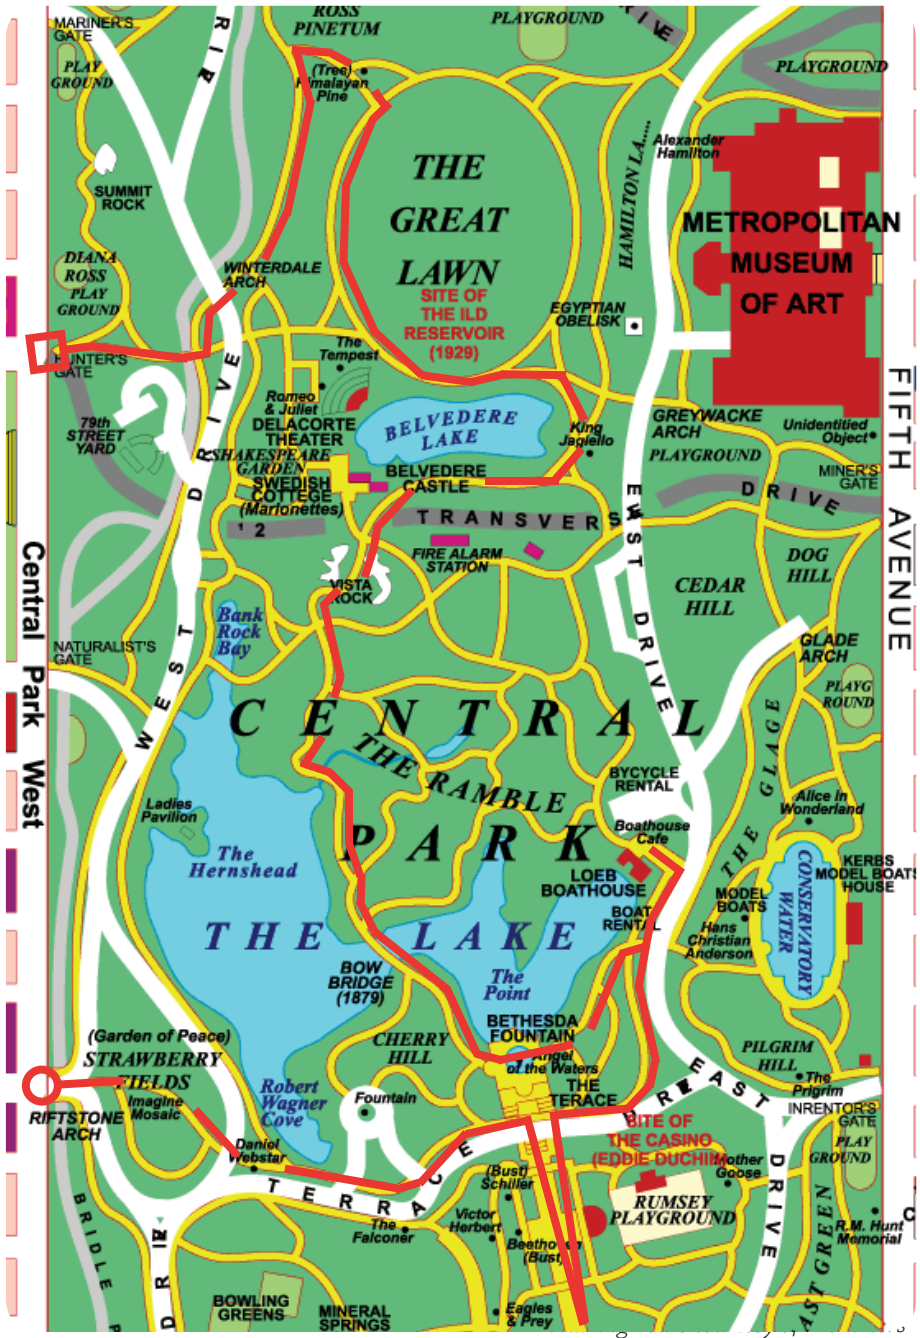 MARINER'S
GATE
ROSS
PINETUM
PLAYGROUND
PLAY
GROUND
(Tree)
Himalayan
Pine
PLAYGROUND
Alexander
Hamilton
SUMMIT
ROCK
THE
GREAT
LAWN
HAMILTON LA....
METROPOLITAN
MUSEUM
OF ART
DIANA
ROSS
PLAY
GROUND
WINTERDALE
ARCH
SITE OF
THE ILD
RESERVOIR
(1929)
EGYPTIAN
OBELISK
HUNTER'S
GATE
The
Tempest
Romeo
& Juliet
DELACORTE
THEATER
BELVEDERE
LAKE
King
Jagiello
GREYWACKE
ARCH
Unidentified
Object
FIFTH AVENUE
79th
STREET
YARD
SHAKESPEARE
GARDEN
SWEDISH
COTTEGE
(Marlonettes)
BELVEDERE
CASTLE
PLAYGROUND
MINER'S
GATE
'2
TRANSVERS
DRIVE
FIRE ALARM
STATION
WEST DRIVE
EAST DRIVE
DOG
HILL
CEDAR
HILL
VISTA
ROCK
Bank
Rock
Bay
Central Park West
NATURALIST'S
GATE
GLADE
ARCH
PLAYG
ROUND
CENTRAL
PARK
THE RAMBLE
BYCYCLE
RENTAL
THE GLAGE
Ladies
Pavilion
Alice in
Wonderland
Boathouse
Cafe
The
Hernshead
LOEB
BOATHOUSE
KERBS
MODEL BOATS
HOUSE
CONSERVATORY
WATER
MODEL
BOATS
BOAT
RENTAL
Hans
Christian
Anderson
THE LAKE
BOW
BRIDGE
(1879)
The
Point
BETHESDA
FOUNTAIN
Angel
of the Waters
(Garden of Peace)
STRAWBERRY
FIELDS
CHERRY
HILL
PILGRIM
HILL
The
Prigrim
Imagine
Mosaic
Robert
Wagner
Cove
Fountain
THE
TERRACE
EAST
DRIVE
RIFTSTONE
ARCH
INRENTOR'S
GATE
SITE OF
THE CASINO
(EDDIE DUCHIN)
Daniel
Webstar
PLAY
GROUND
Mother
Goose
TERRACE
(Bust)
Schiller
RUMSEY
PLAYGROUND
Victor
Herbert
The
Falconer
Beethoven
(Bust)
R.M. Hunt
Memorial
BRIDLE
EAST GREEN
BOWLING
GREENS
MINERAL
SPRINGS
Eagles
& Prey